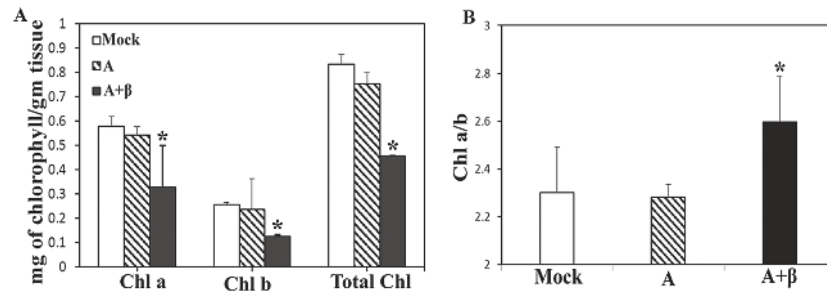 A
mg of chlorophyll/gm tissue
1
0.9
0.8
0.7
0.6
0.5
0.4
0.3
0.2
0.1
0
Mock
A
A+β
*
*
*
Chl a
Chl b
Total Chl
B
Chl a/b
3
2.8
2.6
2.4
2.2
2
*
Mock
A
A+β